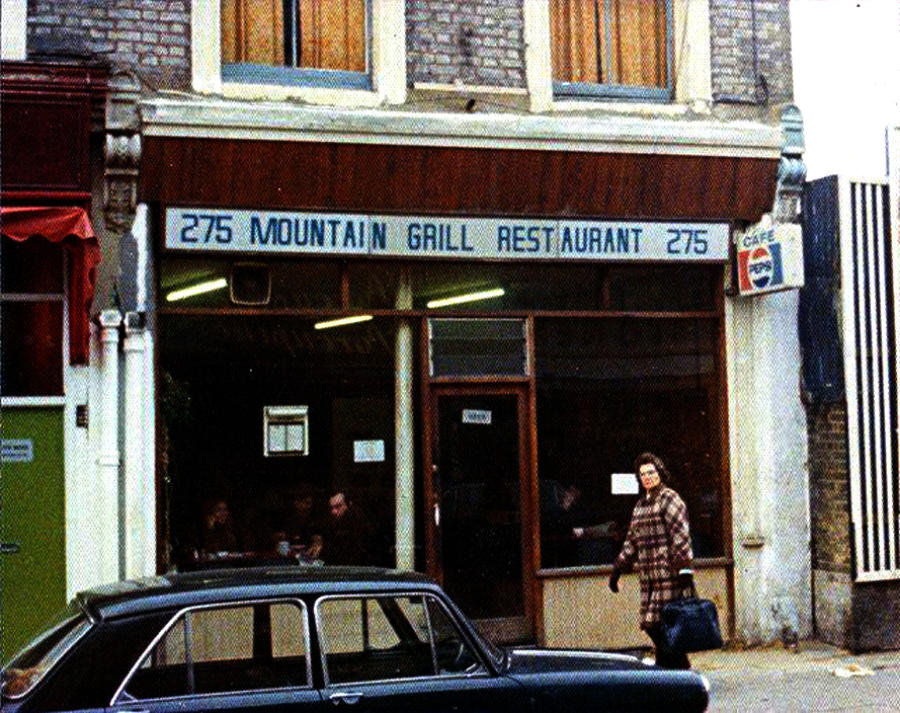 275 MOUNTAIN GRILL RESTAURANT 275
CAFE
PEPSI